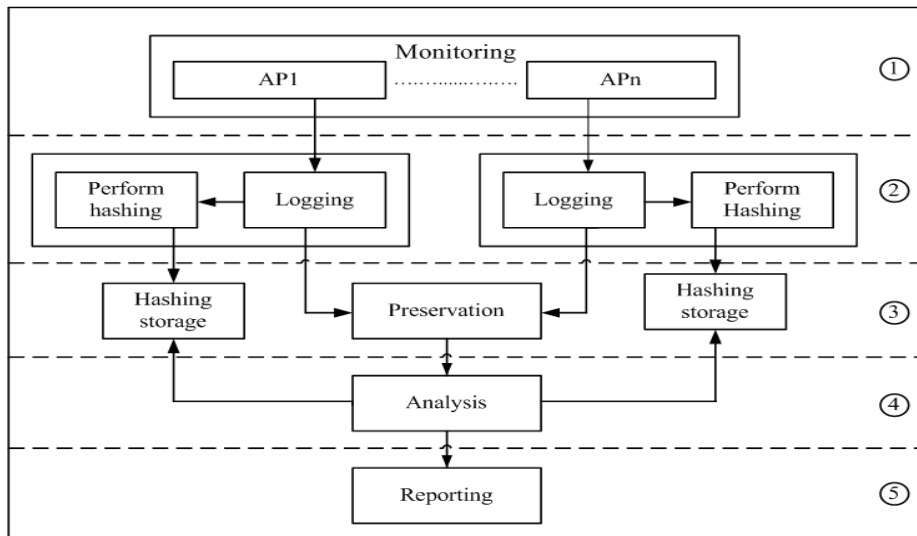 Monitoring
AP1 ................... APn
①
Perform
hashing
Logging
Logging
Perform
Hashing
②
Hashing
storage
Preservation
Hashing
storage
③
Analysis
④
Reporting
⑤